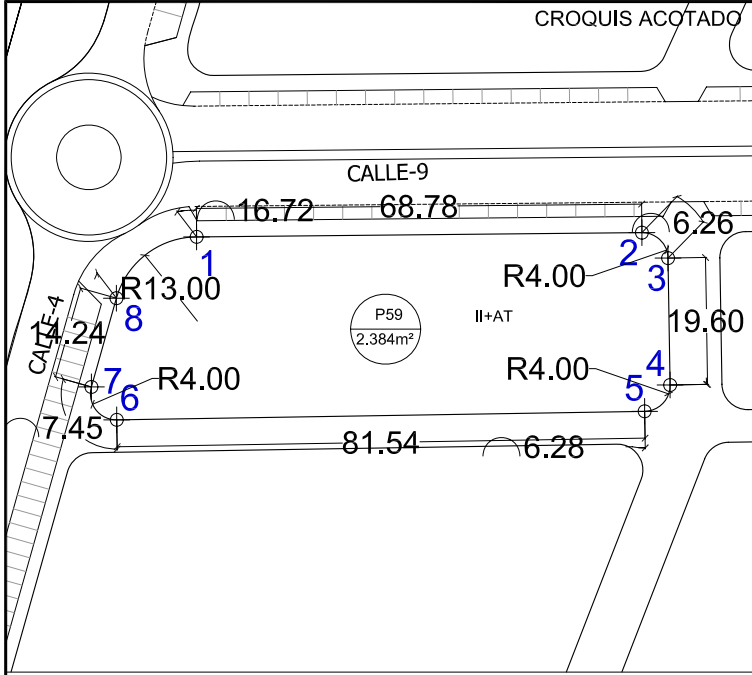 CROQUIS ACOTADO
CALLE-9
16.72
68.78
6.26
1
2
3
R4.00
R13.00
8
P59
2.384m²
II+AT
19.60
CALLE-4
14.24
7
R4.00
R4.00
4
5
6
7.45
81.54
6.28